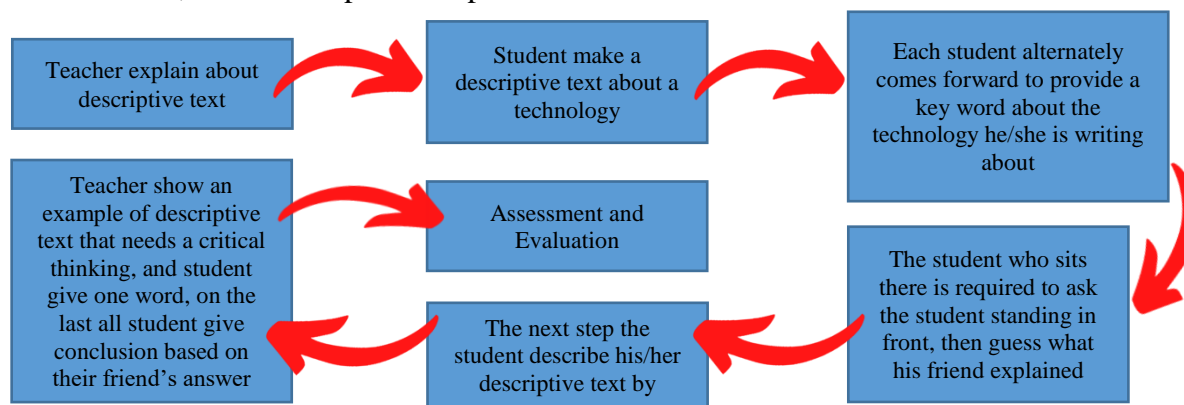 Teacher explain about
descriptive text
Student make a
descriptive text about a
technology
Each student alternately
comes forward to provide a
key word about the
technology he/she is writing
about
The student who sits
there is required to ask
the student standing in
front, then guess what
his friend explained
The next step the
student describe his/her
descriptive text by
Teacher show an
example of descriptive
text that needs a critical
thinking, and student
give one word, on the
last all student give
conclusion based on
their friend's answer
Assessment and
Evaluation